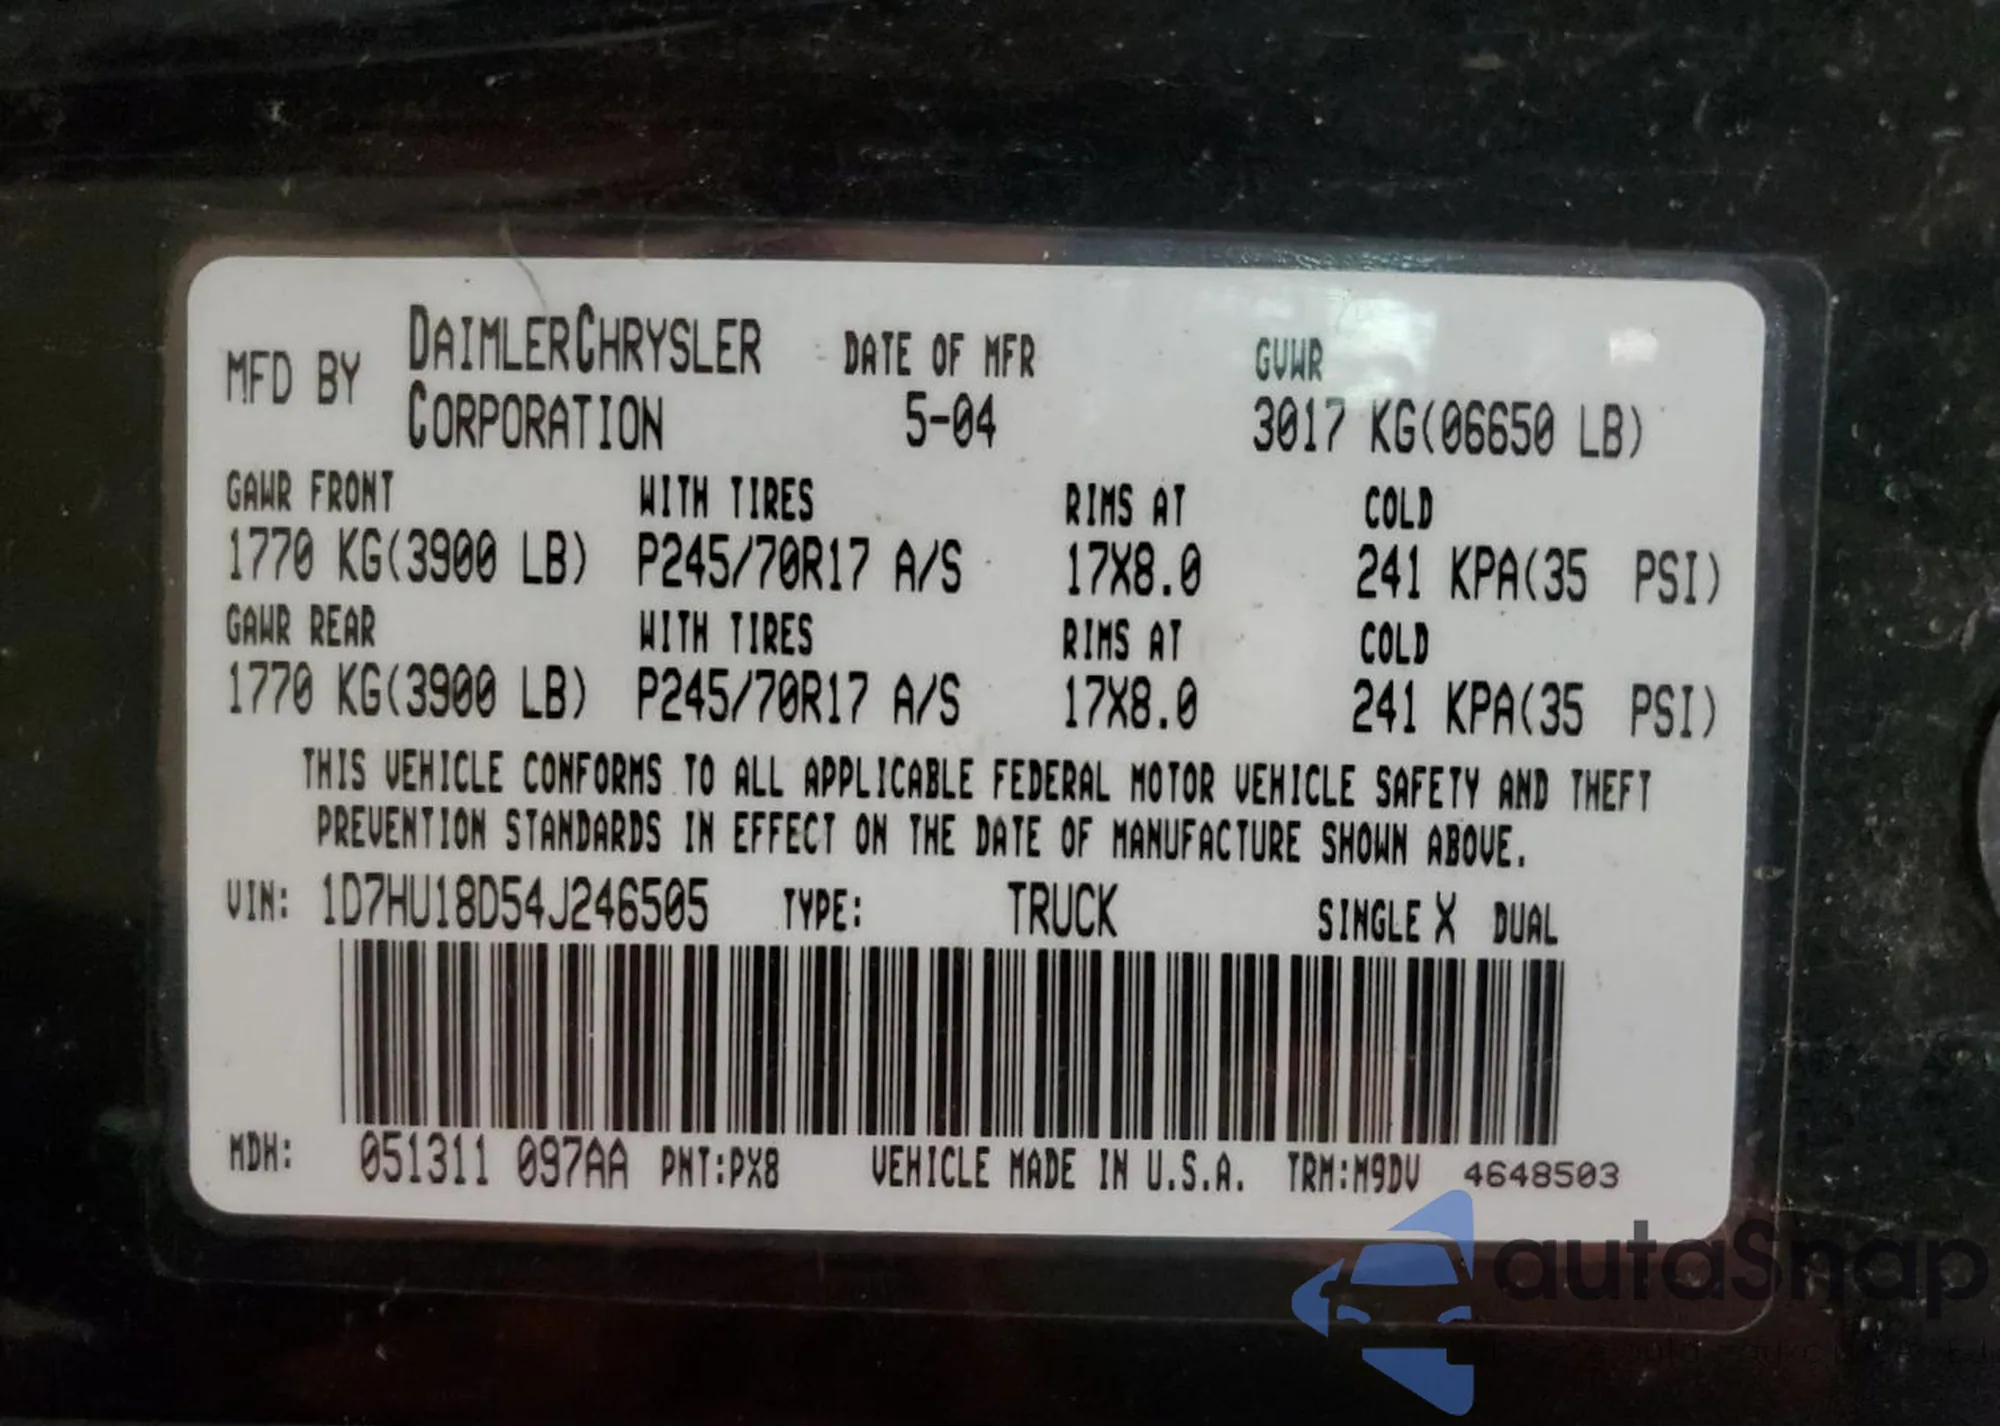 MFD BY DAIMLERCHRYSLER CORPORATION DATE OF MFR 5-04 GVWR 3017 KG(06650 LB)
GAWR FRONT WITH TIRES RIMS AT COLD
1770 KG(3900 LB) P245/70R17 A/S 17X8.0 241 KPA(35 PSI)
GAWR REAR WITH TIRES RIMS AT COLD
1770 KG(3900 LB) P245/70R17 A/S 17X8.0 241 KPA(35 PSI)
THIS VEHICLE CONFORMS TO ALL APPLICABLE FEDERAL MOTOR VEHICLE SAFETY AND THEFT
PREVENTION STANDARDS IN EFFECT ON THE DATE OF MANUFACTURE SHOWN ABOVE.
VIN: 1D7HU18D54J246505 TYPE: TRUCK SINGLE X DUAL
MDH: 051311 097AA PNT:PX8 VEHICLE MADE IN U.S.A. TRM:M9DV 4648503
autaSnap